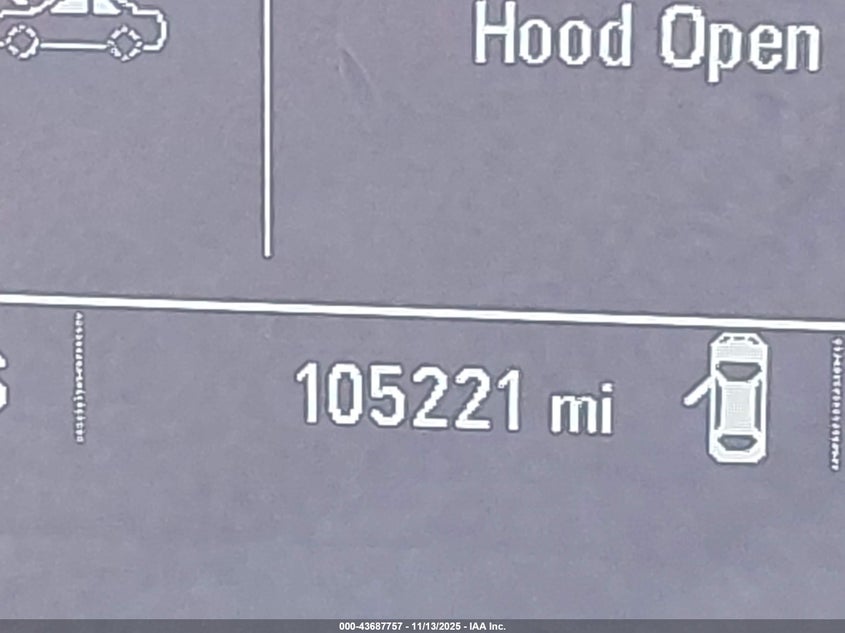 Hood Open
105221 mi
000-43687757 - 11/13/2025 - IAA Inc.